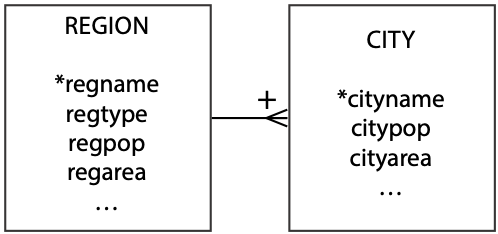 REGION
*regname
regtype
regpop
regarea
...
+
CITY
*cityname
citypop
cityarea
...